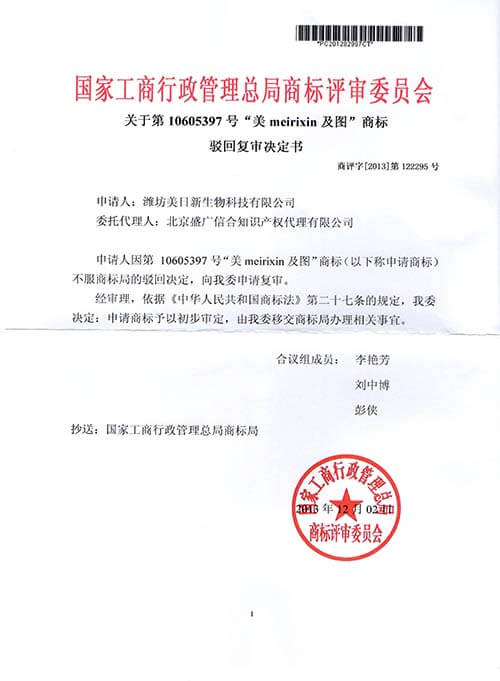 *PC201202907CT*
国家工商行政管理总局商标评审委员会
关于第 10605397 号“美 meirixin 及图”商标
驳回复审决定书
商评字[2013]第 122295 号
申请人：潍坊美日新生物科技有限公司
委托代理人：北京盛广信合知识产权代理有限公司
申请人因第 10605397 号“美 meirixin 及图”商标（以下称申请商标）
不服商标局的驳回决定，向我委申请复审。
经审理，依据《中华人民共和国商标法》第二十七条的规定，我委
决定：申请商标予以初步审定，由我委移交商标局办理相关事宜。
合议组成员： 李艳芳
刘中博
彭侠
抄送：国家工商行政管理总局商标局
国家工商行政管理总局
2013 年 12 月 02 日
商标评审委员会
1